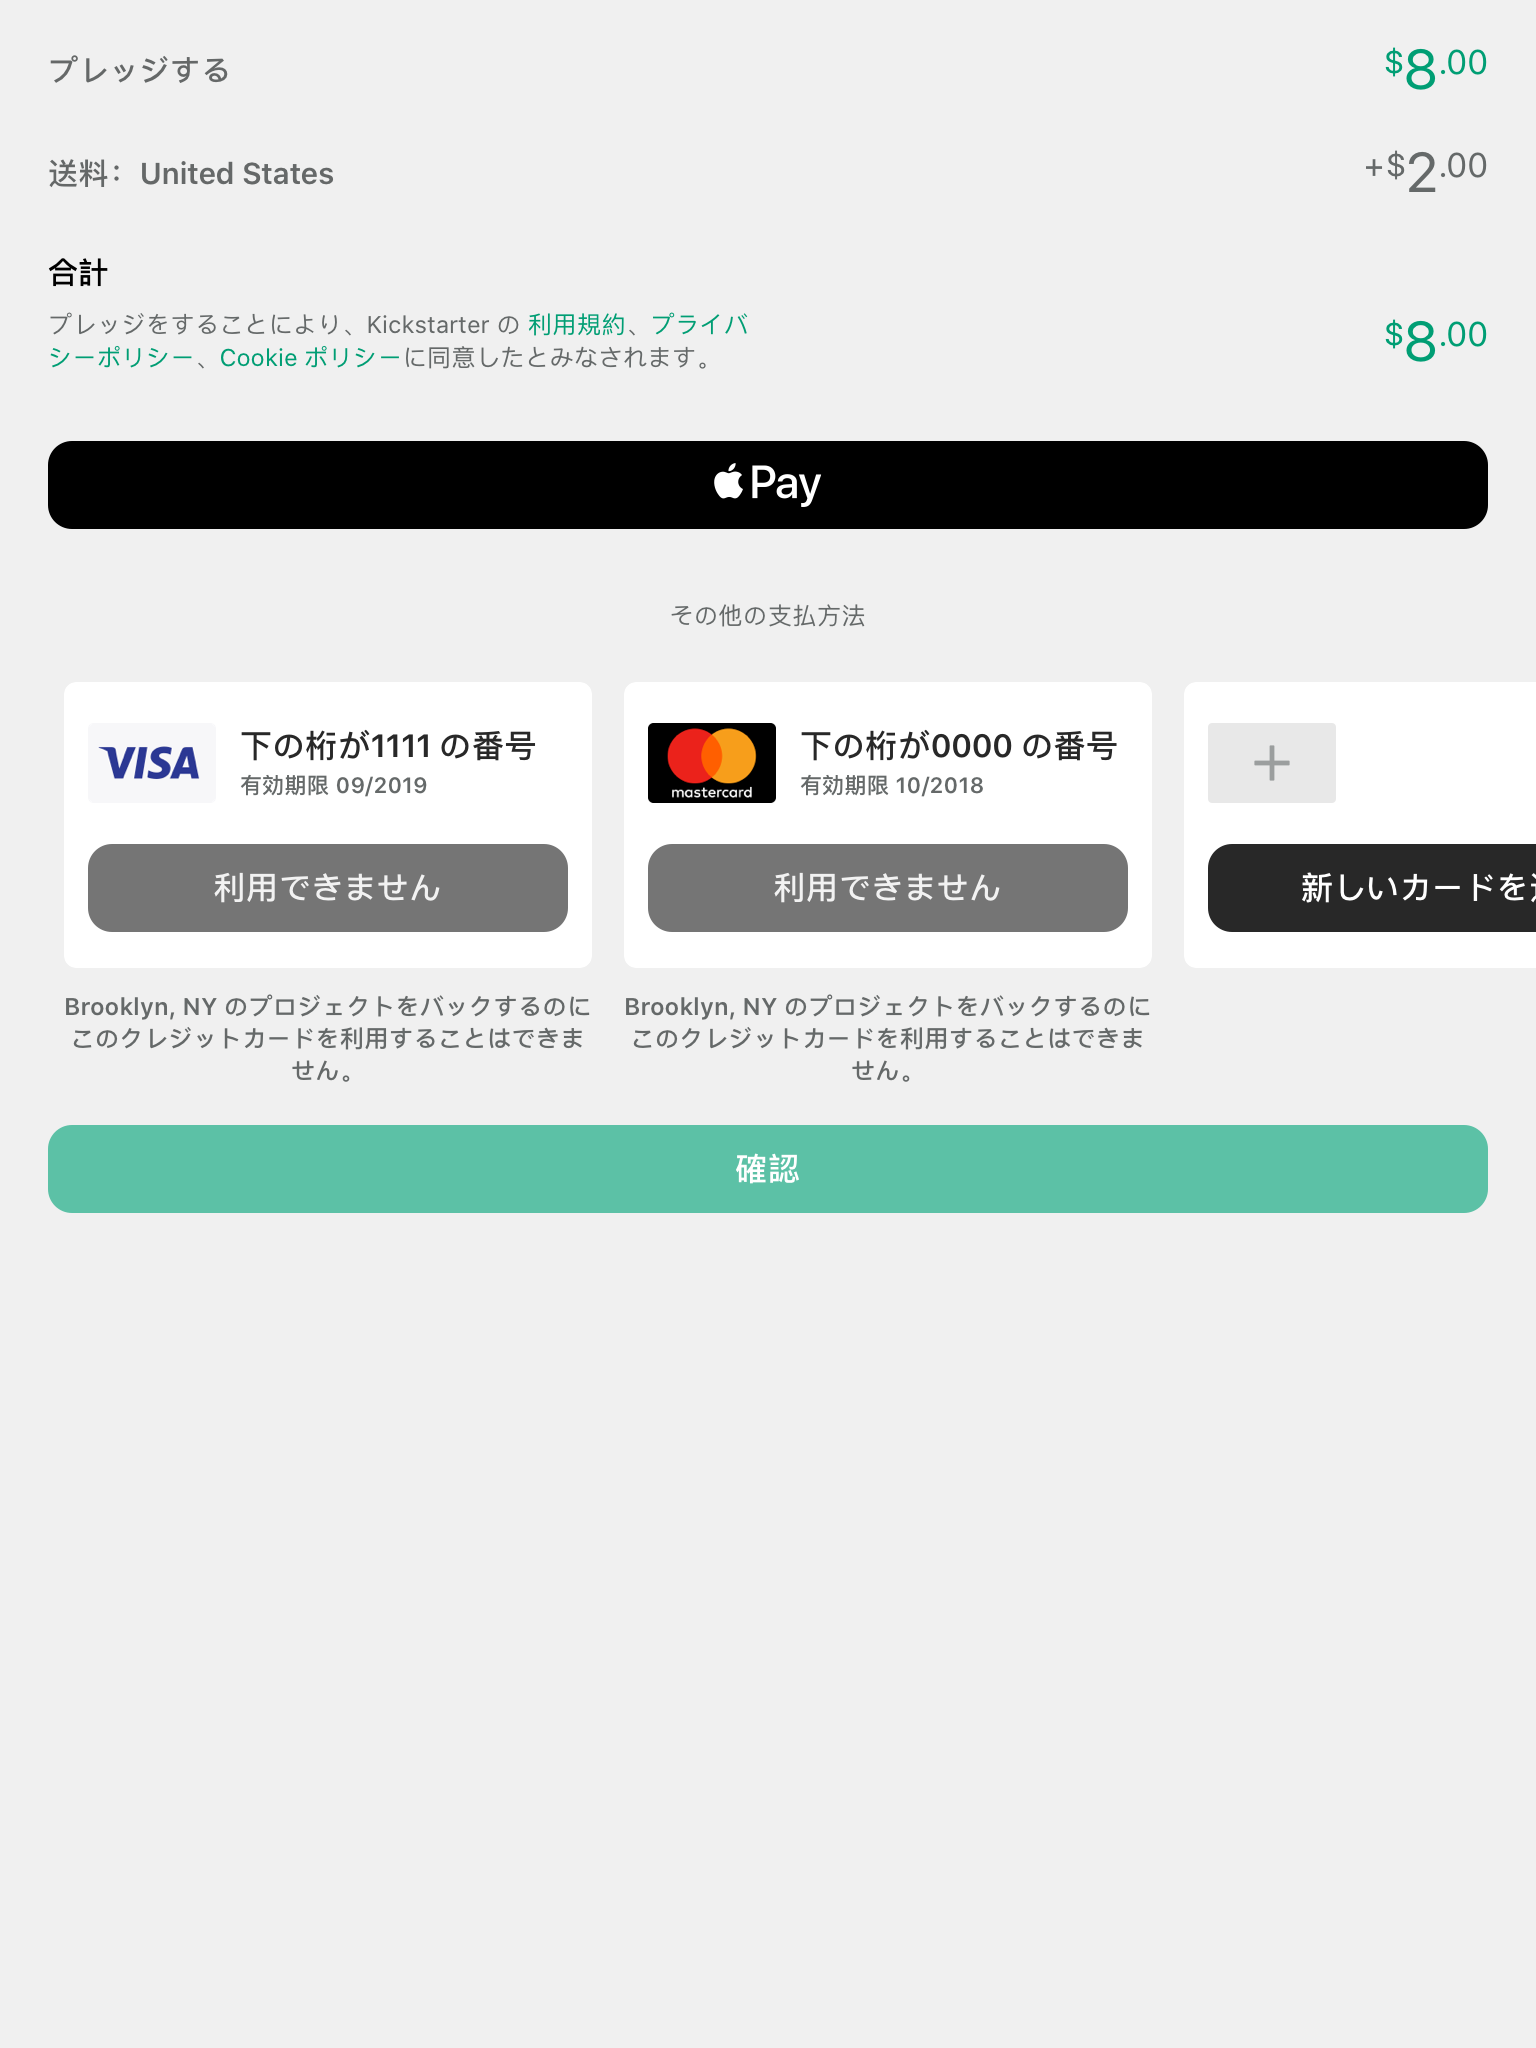 プレッジする
$8.00
送料： United States
+$2.00
合計
プレッジをすることにより、Kickstarter の 利用規約、プライバ
シーポリシー、Cookie ポリシーに同意したとみなされます。
$8.00
Pay
その他の支払方法
VISA
下の桁が1111 の番号
有効期限 09/2019
利用できません
mastercard
下の桁が0000 の番号
有効期限 10/2018
利用できません
新しいカードを
Brooklyn, NY のプロジェクトをバックするのに
このクレジットカードを利用することはできま
せん。
Brooklyn, NY のプロジェクトをバックするのに
このクレジットカードを利用することはできま
せん。
確認